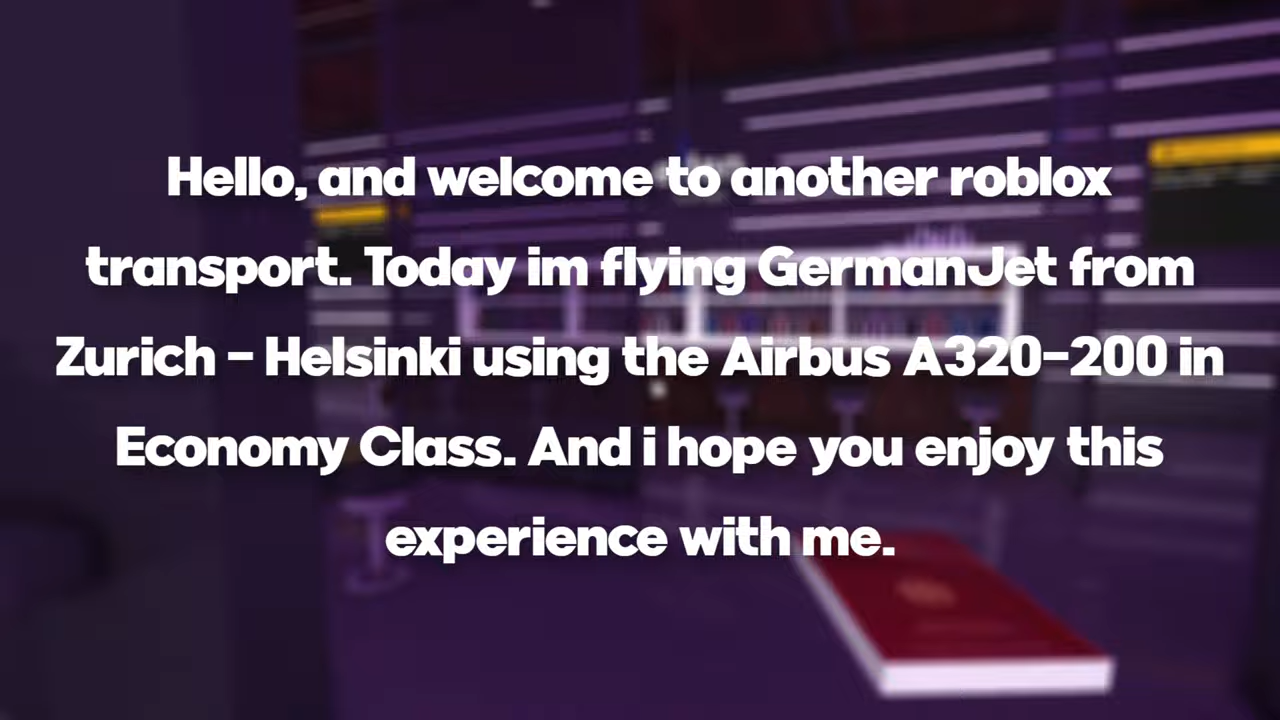 Hello, and welcome to another roblox
transport. Today im flying GermanJet from
Zurich - Helsinki using the Airbus A320-200 in
Economy Class. And i hope you enjoy this
experience with me.